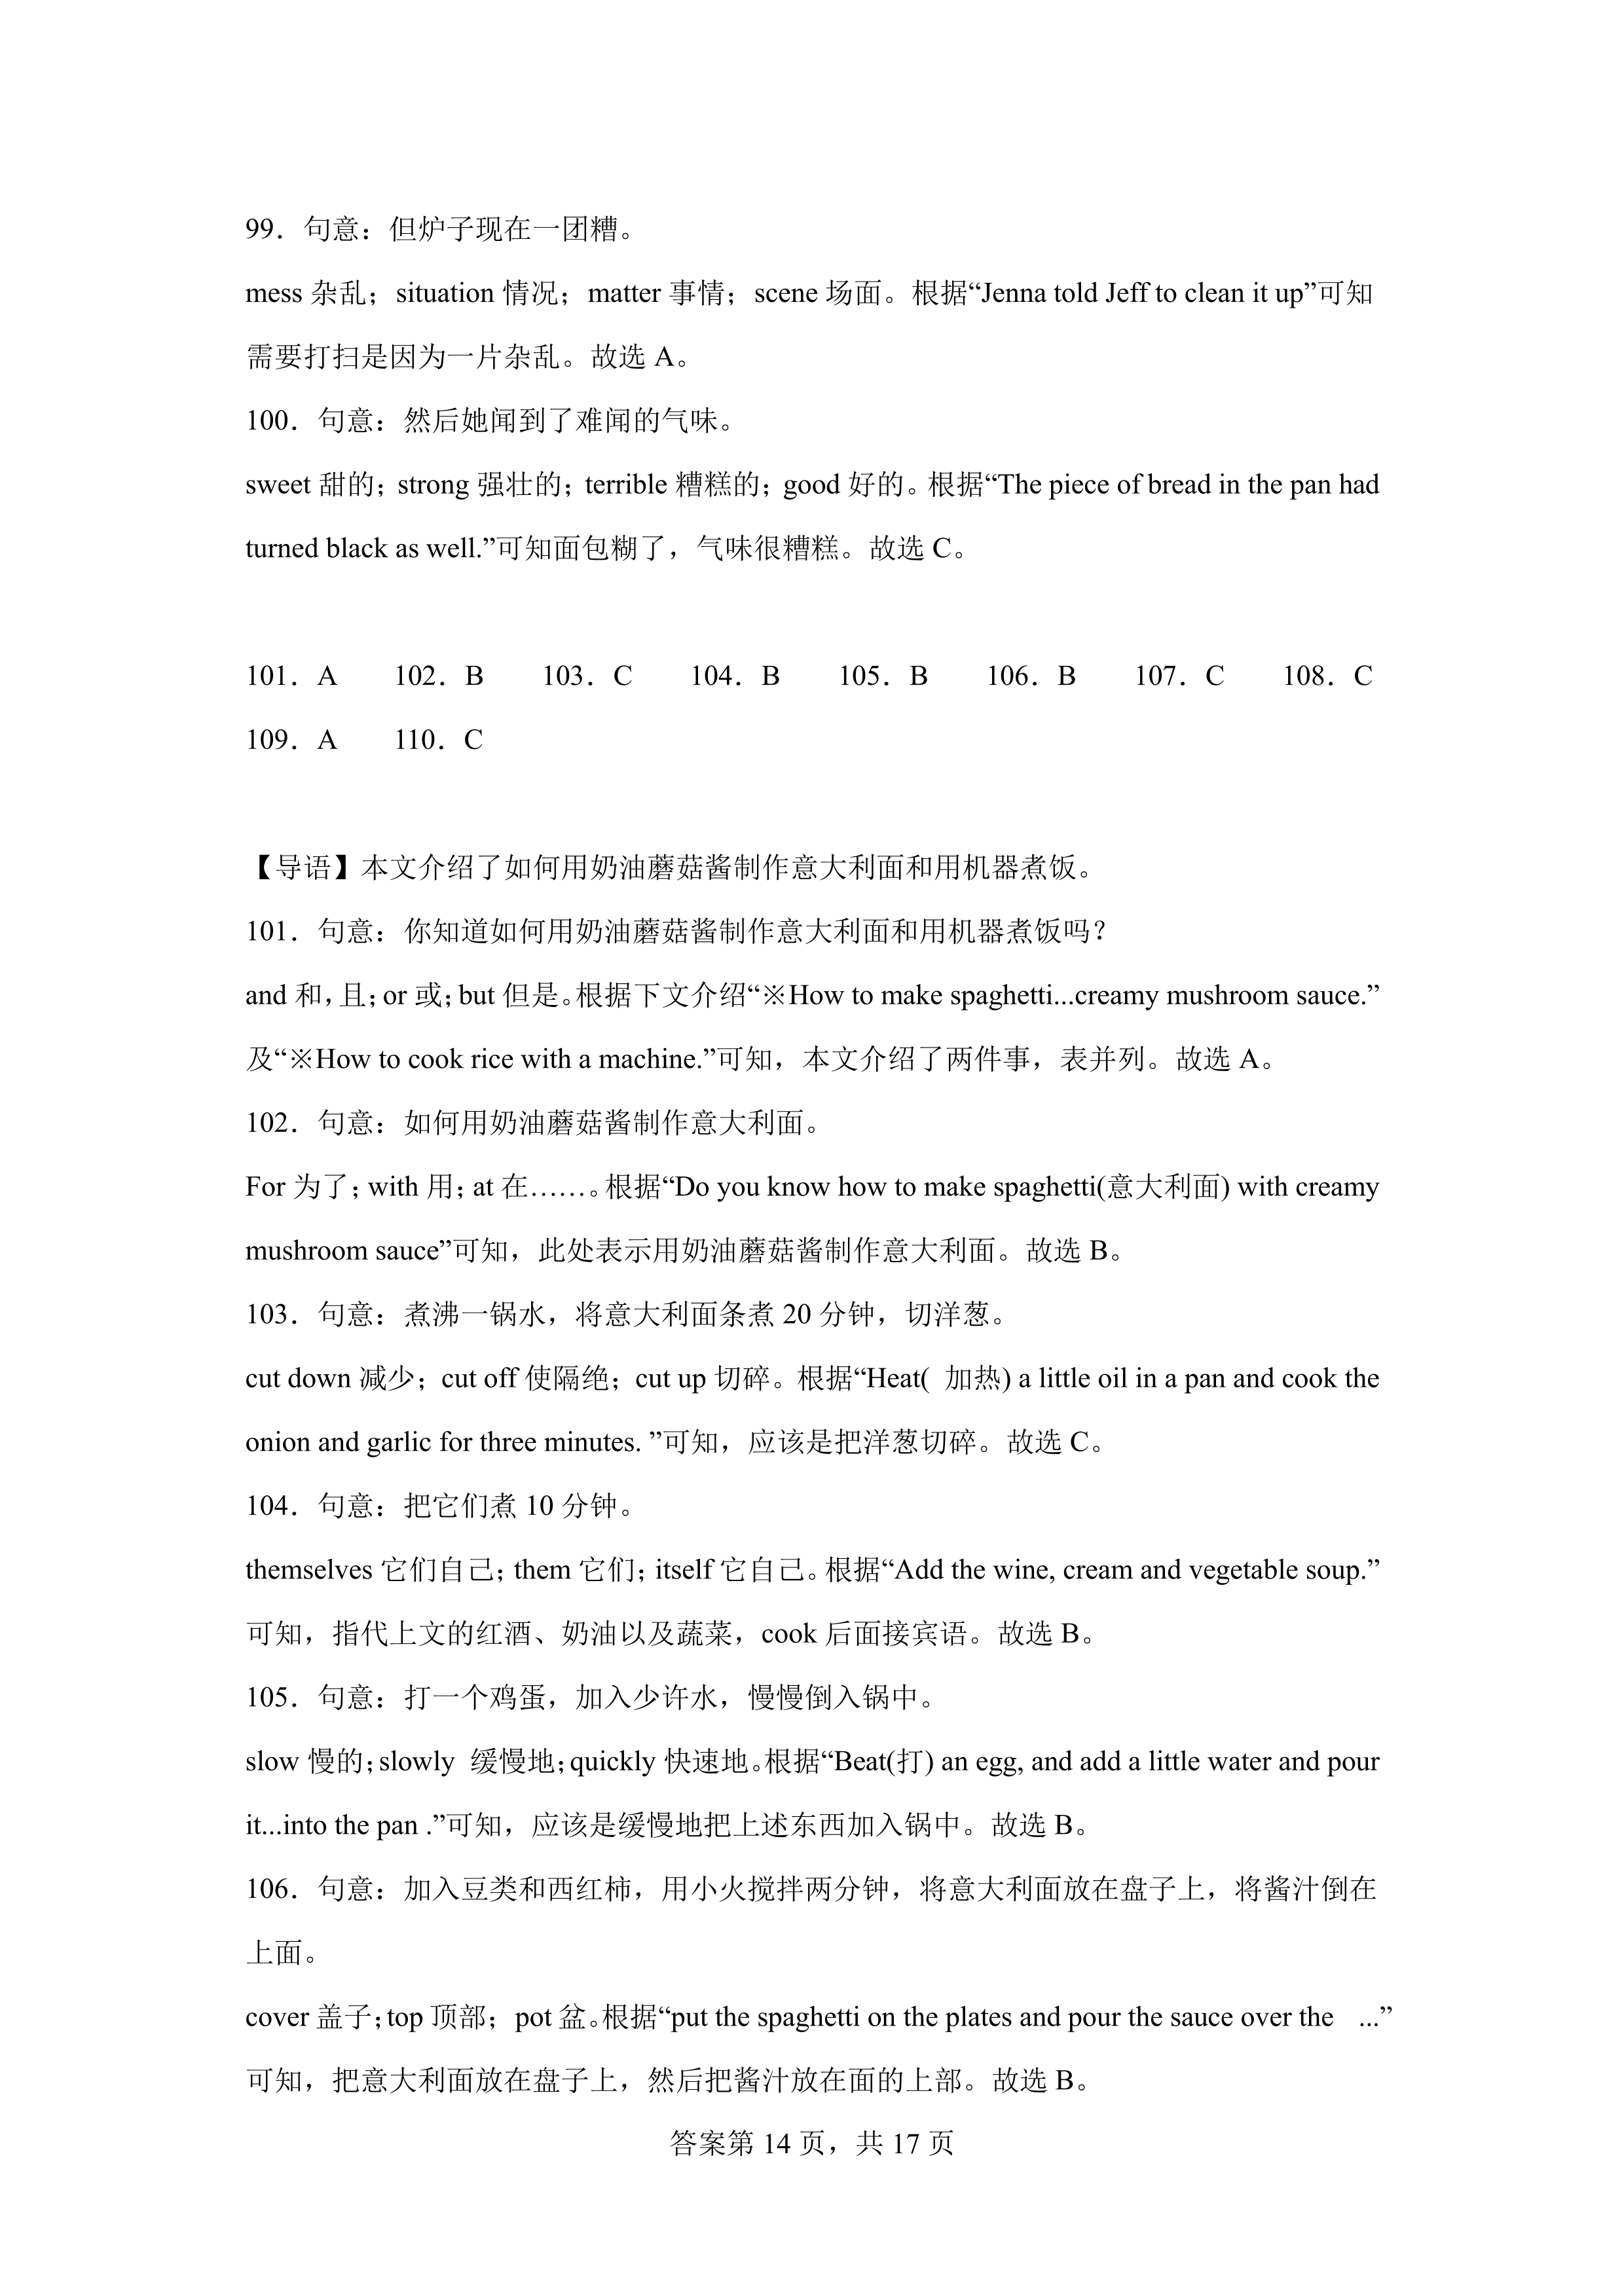 99．句意：但炉子现在一团糟。
mess 杂乱；situation 情况；matter 事情；scene 场面。根据“Jenna told Jeff to clean it up”可知
需要打扫是因为一片杂乱。故选 A。
100．句意：然后她闻到了难闻的气味。
sweet 甜的；strong 强壮的；terrible 糟糕的；good 好的。根据“The piece of bread in the pan had
turned black as well.”可知面包糊了，气味很糟糕。故选 C。
101．A 102．B 103．C 104．B 105．B 106．B 107．C 108．C
109．A 110．C
【导语】本文介绍了如何用奶油蘑菇酱制作意大利面和用机器煮饭。
101．句意：你知道如何用奶油蘑菇酱制作意大利面和用机器煮饭吗？
and 和，且；or 或；but 但是。根据下文介绍“※How to make spaghetti...creamy mushroom sauce.”
及“※How to cook rice with a machine.”可知，本文介绍了两件事，表并列。故选 A。
102．句意：如何用奶油蘑菇酱制作意大利面。
For 为了；with 用；at 在……。根据“Do you know how to make spaghetti(意大利面) with creamy
mushroom sauce”可知，此处表示用奶油蘑菇酱制作意大利面。故选 B。
103．句意：煮沸一锅水，将意大利面条煮 20 分钟，切洋葱。
cut down 减少；cut off 使隔绝；cut up 切碎。根据“Heat( 加热) a little oil in a pan and cook the
onion and garlic for three minutes. ”可知，应该是把洋葱切碎。故选 C。
104．句意：把它们煮 10 分钟。
themselves 它们自己；them 它们；itself 它自己。根据“Add the wine, cream and vegetable soup.”
可知，指代上文的红酒、奶油以及蔬菜，cook 后面接宾语。故选 B。
105．句意：打一个鸡蛋，加入少许水，慢慢倒入锅中。
slow 慢的；slowly 缓慢地；quickly 快速地。根据“Beat(打) an egg, and add a little water and pour
it...into the pan .”可知，应该是缓慢地把上述东西加入锅中。故选 B。
106．句意：加入豆类和西红柿，用小火搅拌两分钟，将意大利面放在盘子上，将酱汁倒在
上面。
cover 盖子；top 顶部；pot 盆。根据“put the spaghetti on the plates and pour the sauce over the ...”
可知，把意大利面放在盘子上，然后把酱汁放在面的上部。故选 B。
答案第 14 页，共 17 页